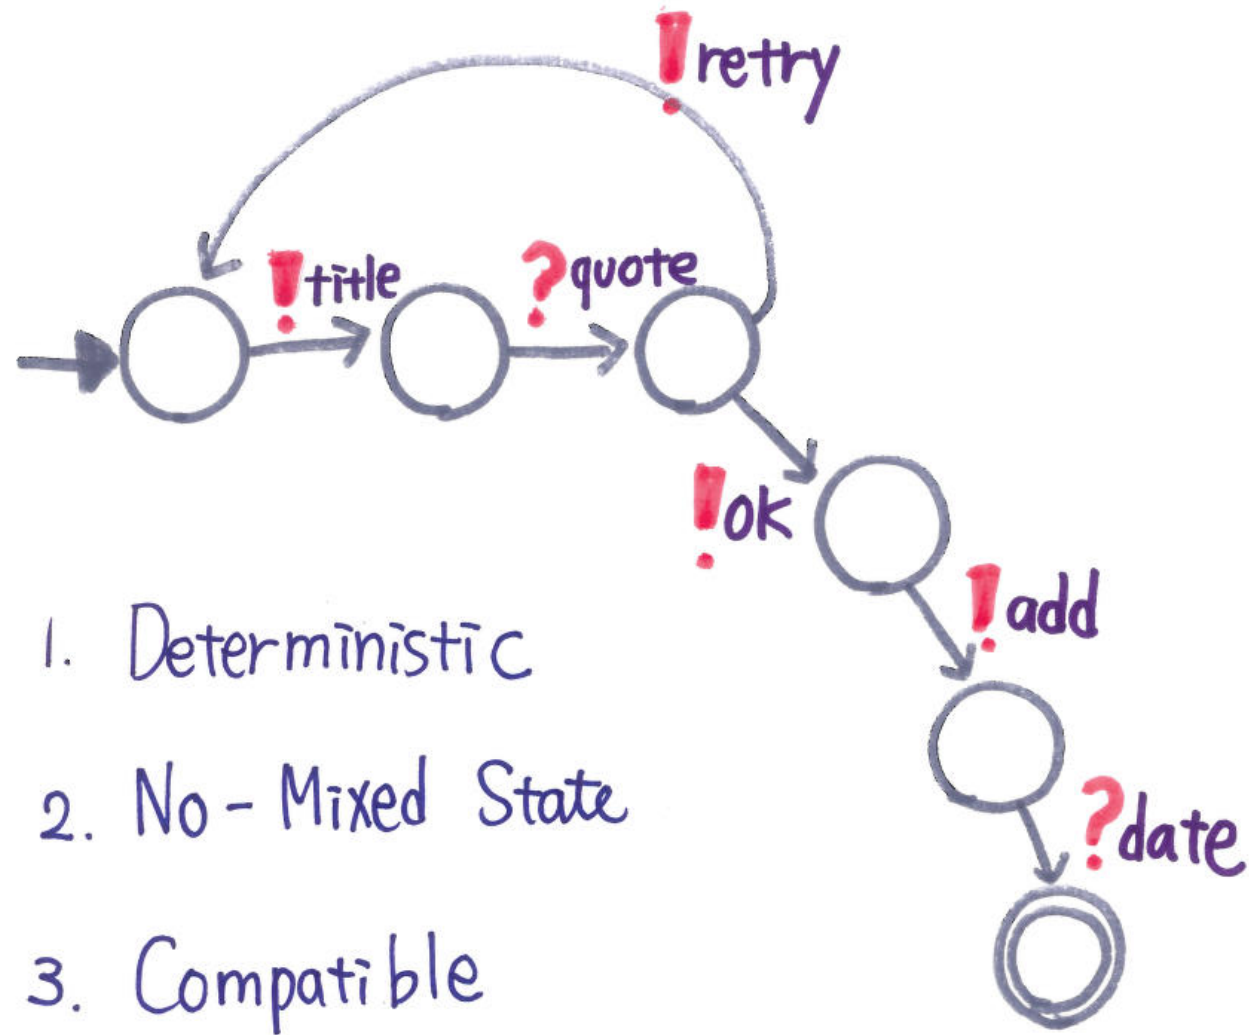 !retry
!title
?quote
!ok
!add
?date
1. Deterministic
2. No-Mixed State
3. Compatible